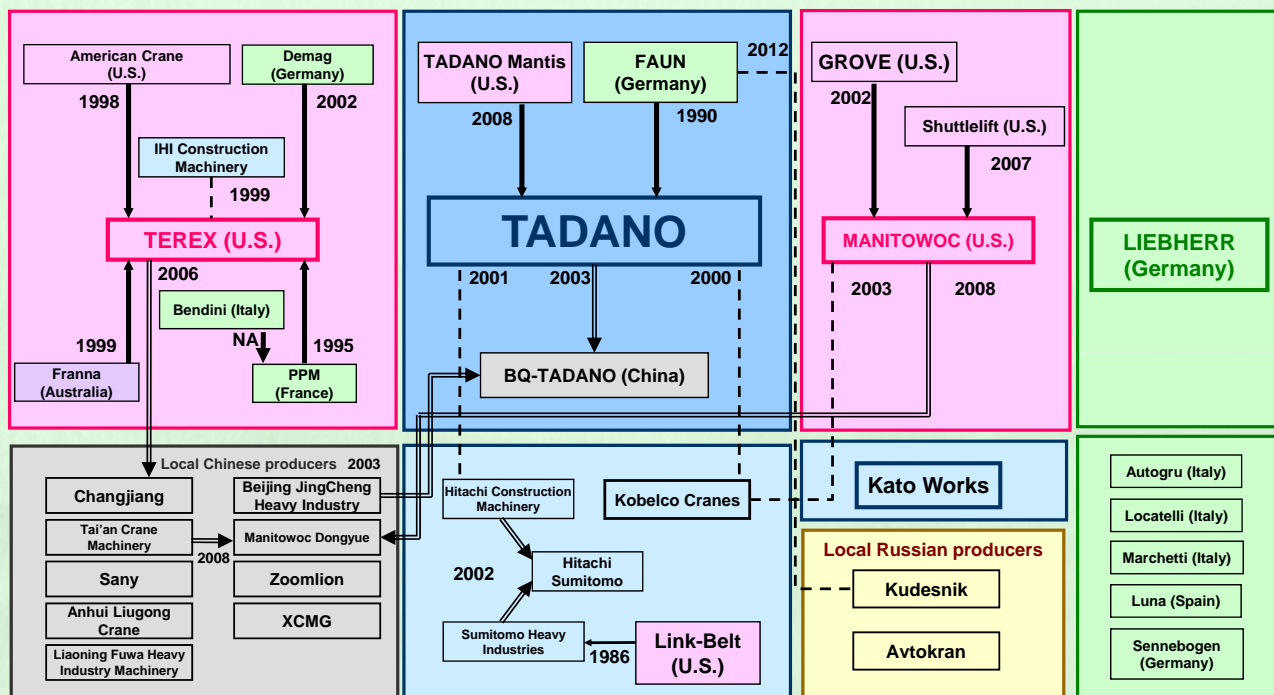 American Crane
(U.S.)
1998
Demag
(Germany)
2002
IHI Construction
Machinery
1999
TEREX (U.S.)
2006
Bendini (Italy)
NA
1999
1995
Franna
(Australia)
PPM
(France)
TADANO Mantis
(U.S.)
2008
FAUN
(Germany)
1990
2012
TADANO
2001
2003
2000
BQ-TADANO (China)
GROVE (U.S.)
2002
Shuttlelift (U.S.)
2007
MANITOWOC (U.S.)
2003
2008
LIEBHERR
(Germany)
Local Chinese producers
2003
Changjiang
Beijing JingCheng
Heavy Industry
Tai’an Crane
Machinery
2008
Manitowoc Dongyue
Sany
Zoomlion
Anhui Liugong
Crane
XCMG
Liaoning Fuwa Heavy
Industry Machinery
Hitachi Construction
Machinery
Kobelco Cranes
2002
Hitachi
Sumitomo
Sumitomo Heavy
Industries
1986
Link-Belt
(U.S.)
Kato Works
Local Russian producers
Kudesnik
Avtokran
Autogru (Italy)
Locatelli (Italy)
Marchetti (Italy)
Luna (Spain)
Sennebogen
(Germany)